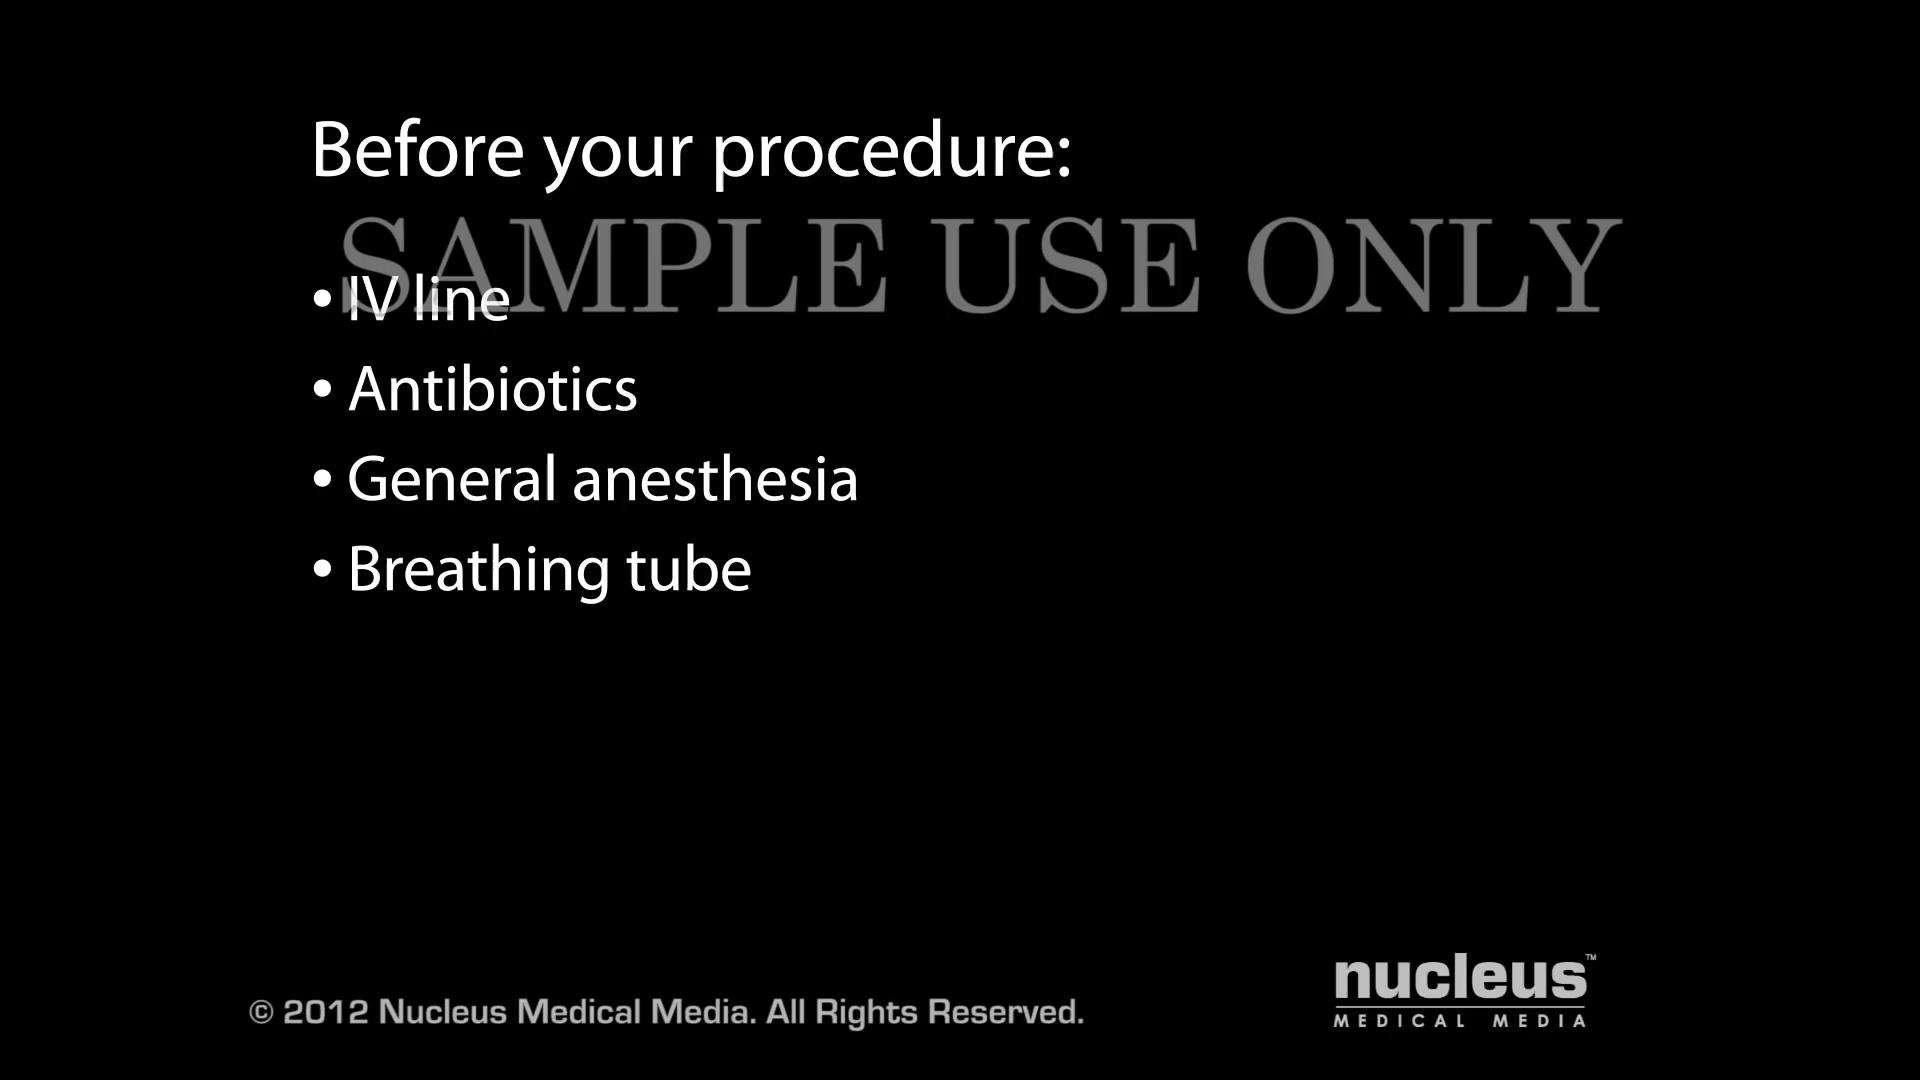 Before your procedure:
SAMPLE USE ONLY
• IV line
• Antibiotics
• General anesthesia
• Breathing tube
© 2012 Nucleus Medical Media. All Rights Reserved.
nucleus™
MEDICAL MEDIA